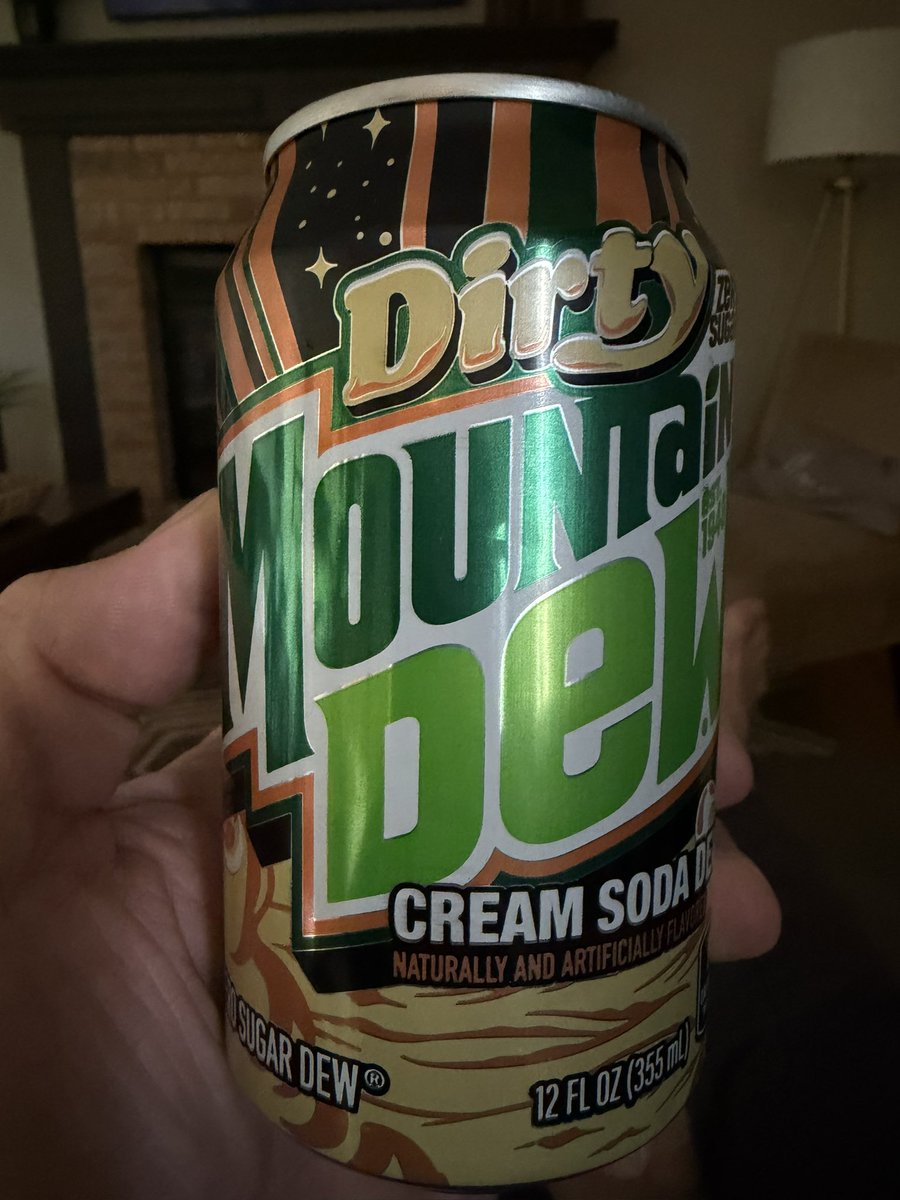 Dirty
MOUNTaiN
Dew
CREAM SODA
NATURALLY AND ARTIFICIALLY
SUGAR DEW®
12 FL OZ (355 mL)